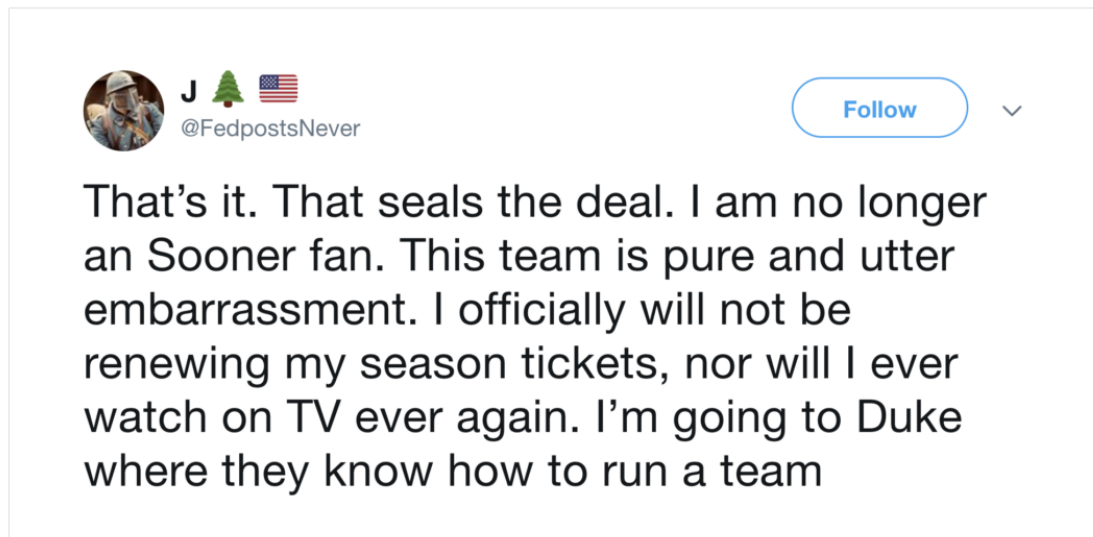 J 🌲 🇺🇸
@FedpostsNever
Follow
That’s it. That seals the deal. I am no longer
an Sooner fan. This team is pure and utter
embarrassment. I officially will not be
renewing my season tickets, nor will I ever
watch on TV ever again. I’m going to Duke
where they know how to run a team